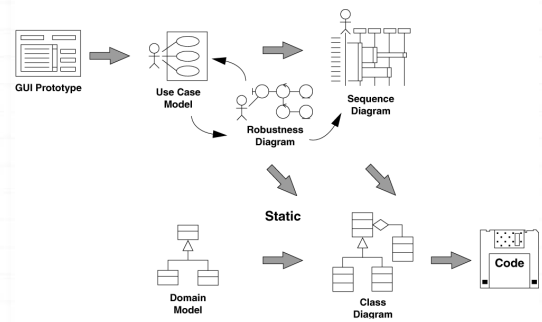 GUI Prototype
Use Case
Model
Sequence
Diagram
Robustness
Diagram
Static
Code
Domain
Model
Class
Diagram